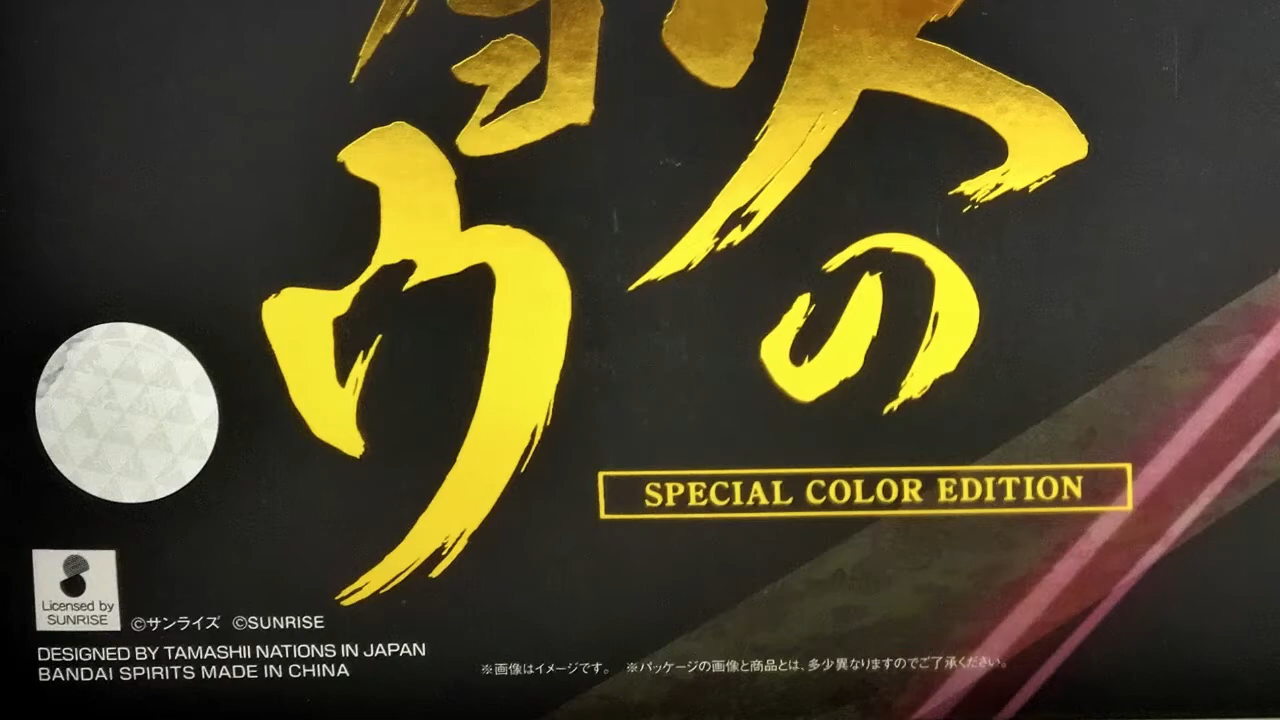 の
SPECIAL COLOR EDITION
Licensed by
SUNRISE
©サンライズ ©SUNRISE
DESIGNED BY TAMASHII NATIONS IN JAPAN
BANDAI SPIRITS MADE IN CHINA
※画像はイメージです。 ※パッケージの画像と商品とは、多少異なりますのでご了承ください。